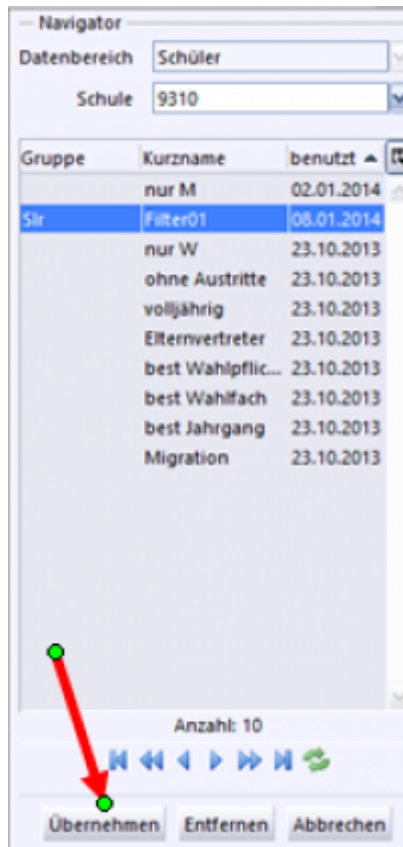 Navigator
Datenbereich Schüler
Schule 9310
Gruppe Kurzname benutzt
nur M 02.01.2014
Slr Filter01 08.01.2014
nur W 23.10.2013
ohne Austritte 23.10.2013
volljährig 23.10.2013
Elternvertreter 23.10.2013
best Wahlpflic... 23.10.2013
best Wahlfach 23.10.2013
best Jahrgang 23.10.2013
Migration 23.10.2013
Anzahl: 10
Übernehmen Entfernen Abbrechen